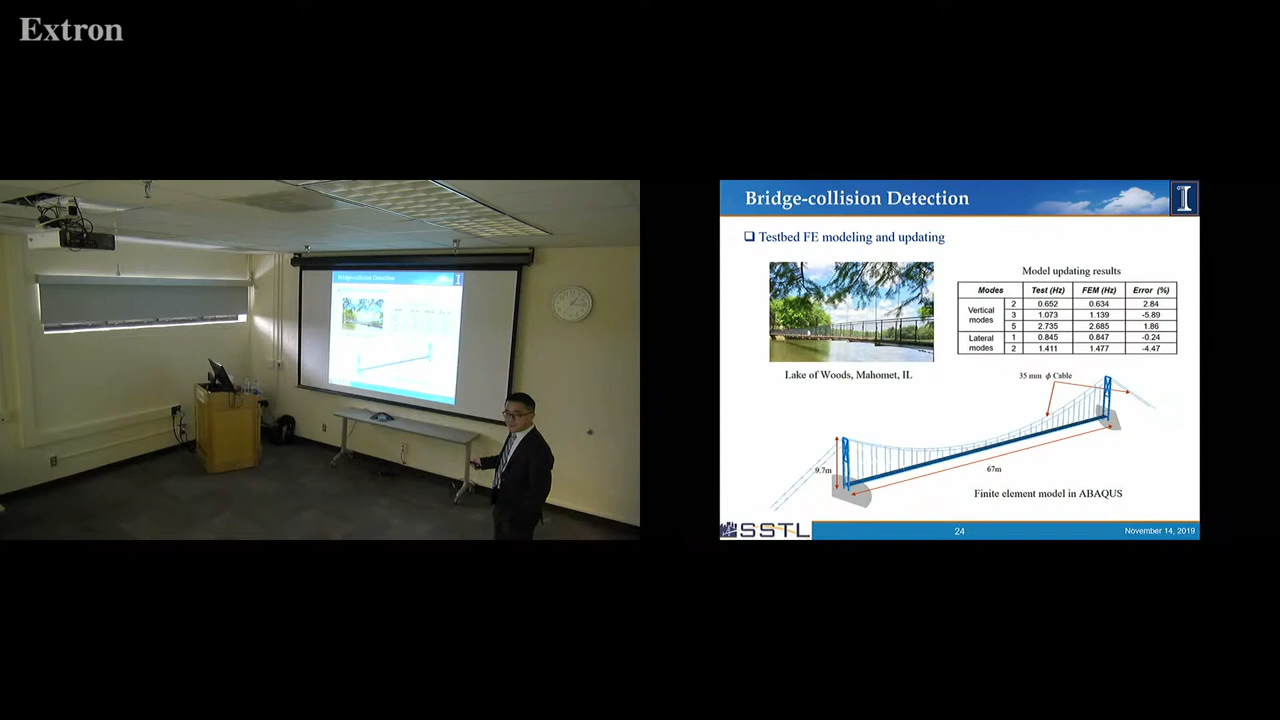 Extron
Bridge-collision Detection
Bridge-collision Detection
I
❑ Testbed FE modeling and updating
Model updating results
Modes Test (Hz) FEM (Hz) Error (%)
Vertical modes 2 0.652 0.634 2.84
3 1.073 1.139 -5.89
5 2.735 2.685 1.86
Lateral modes 1 0.845 0.847 -0.24
2 1.411 1.477 -4.47
Lake of Woods, Mahomet, IL
35 mm ϕ Cable
9.7m
67m
Finite element model in ABAQUS
SSTL
24
November 14, 2019